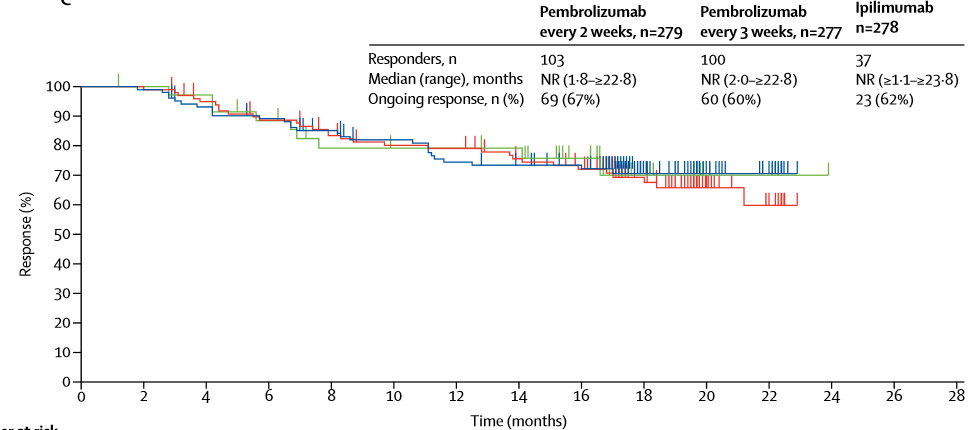 C
Pembrolizumab
every 2 weeks, n=279
Pembrolizumab
every 3 weeks, n=277
Ipilimumab
n=278
Responders, n 103 100 37
Median (range), months NR (1·8–≥22·8) NR (2·0–≥22·8) NR (≥1·1–≥23·8)
Ongoing response, n (%) 69 (67%) 60 (60%) 23 (62%)
100
90
80
70
60
50
40
30
20
10
0
Response (%)
0 2 4 6 8 10 12 14 16 18 20 22 24 26 28
Time (months)
er at risk